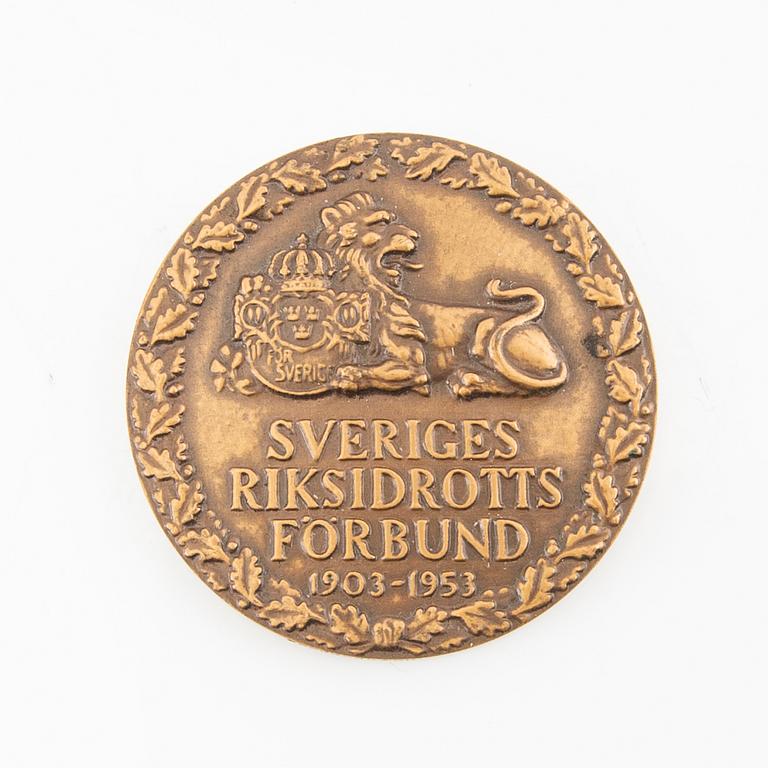 FÖR
SVERIGE
SVERIGES
RIKSIDROTTS
FÖRBUND
1903-1953